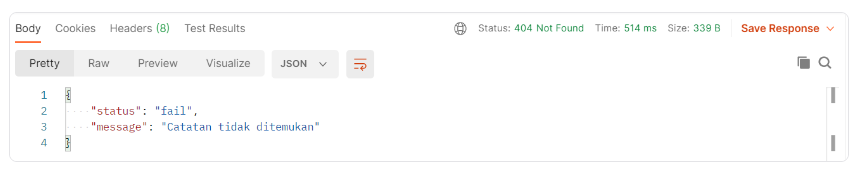 Body Cookies Headers (8) Test Results Status: 404 Not Found Time: 514 ms Size: 339 B Save Response
Pretty Raw Preview Visualize JSON
1 {
2 "status": "fail",
3 "message": "Catatan tidak ditemukan"
4 }